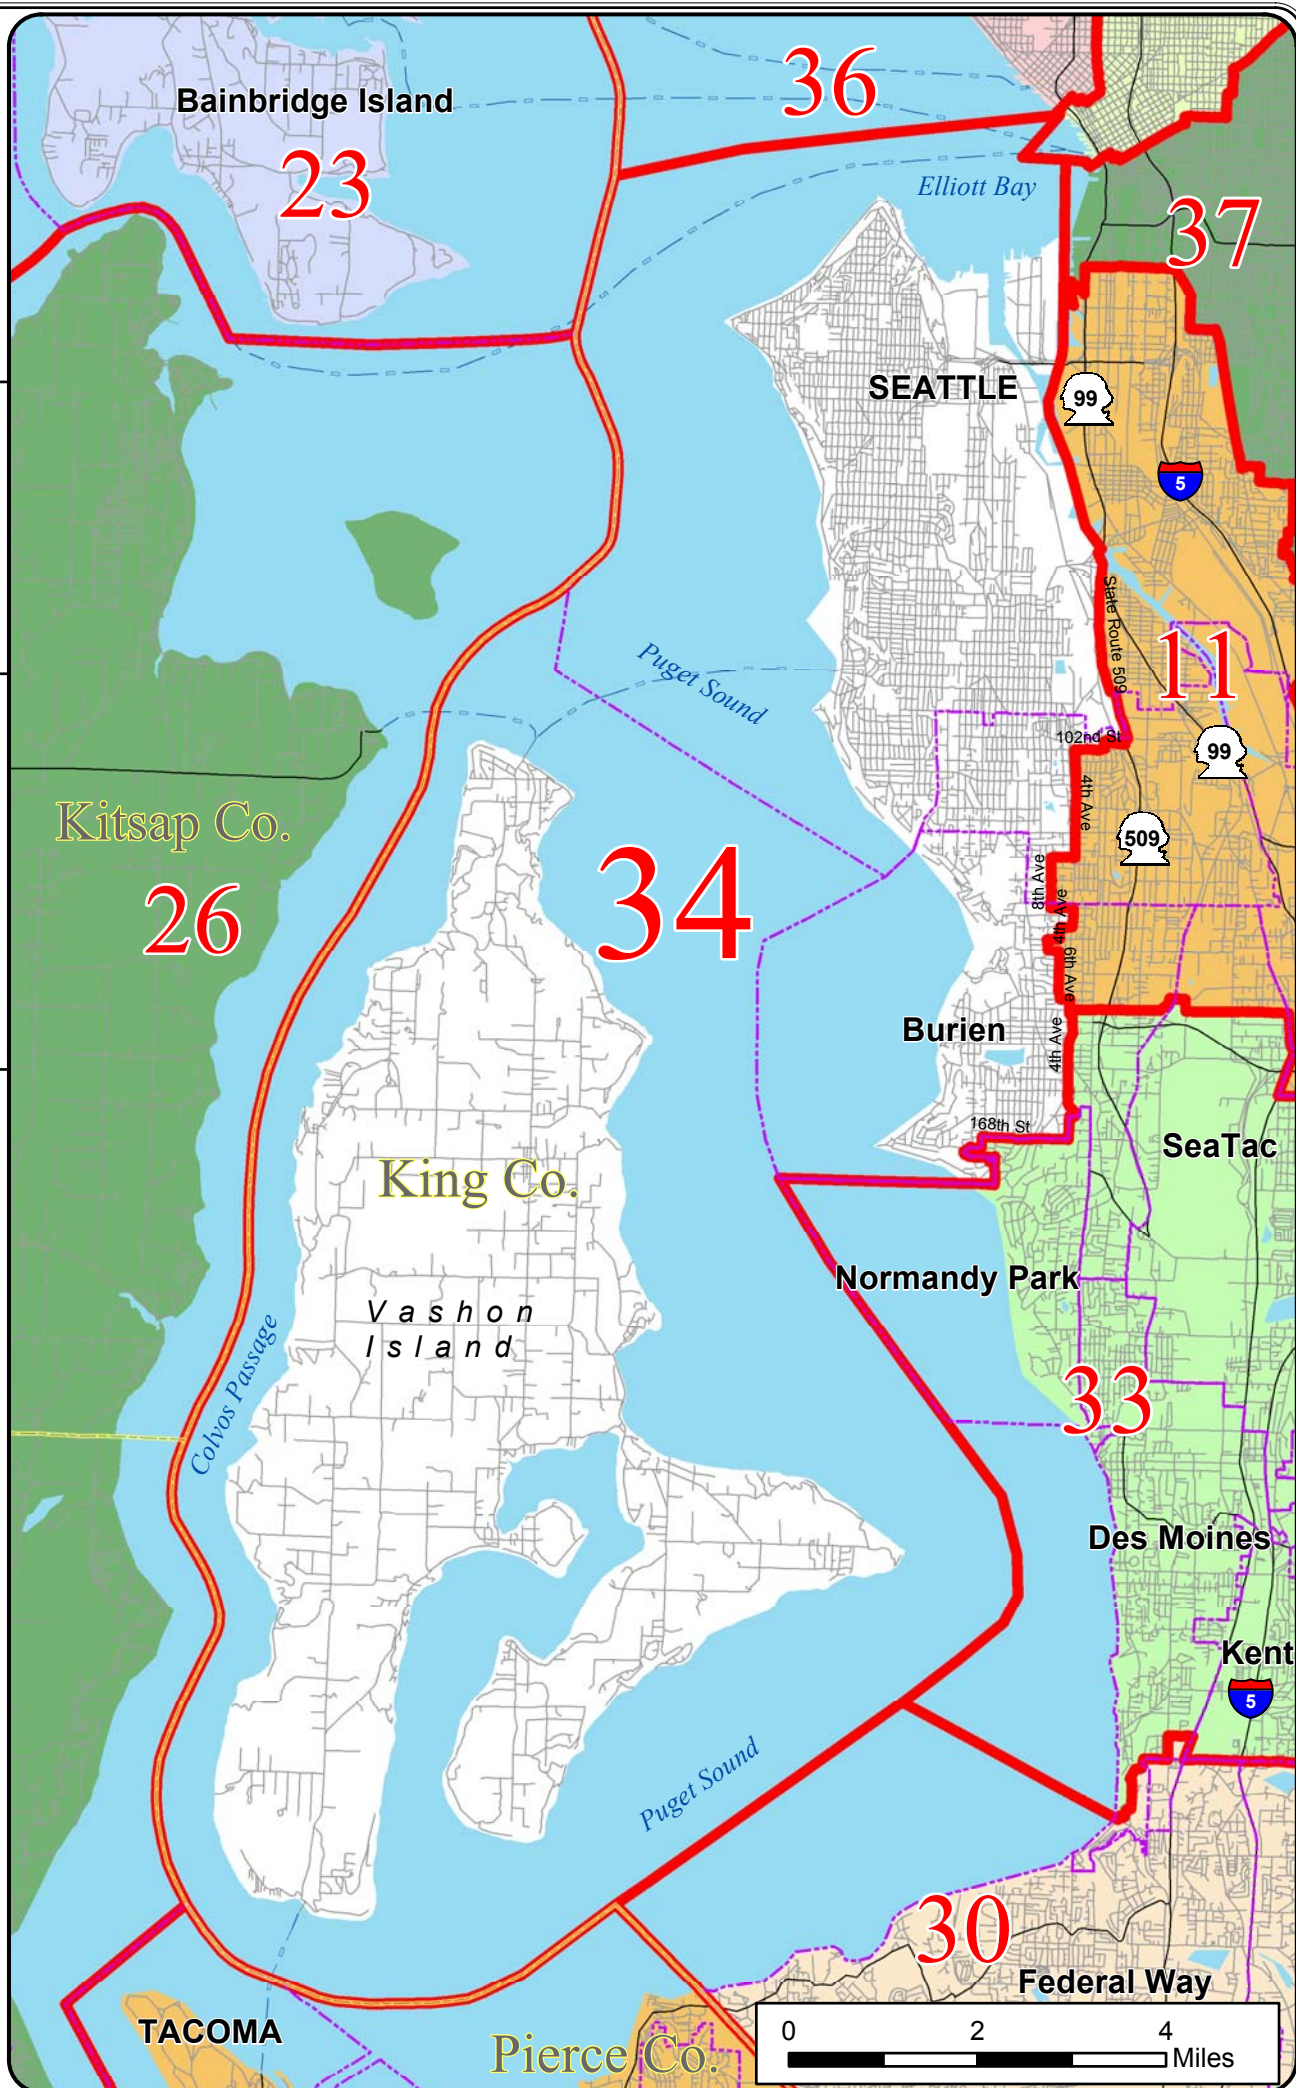 36
Bainbridge Island
23
Elliott Bay
37
SEATTLE
99
5
State Route 509
11
Puget Sound
102nd St
99
4th Ave
Kitsap Co.
509
34
8th Ave
26
4th Ave
6th Ave
Burien
4th Ave
168th St
SeaTac
King Co.
Normandy Park
Vashon
Island
Colvos Passage
33
Des Moines
Kent
5
Puget Sound
30
Federal Way
TACOMA
Pierce Co.
0 2 4
Miles